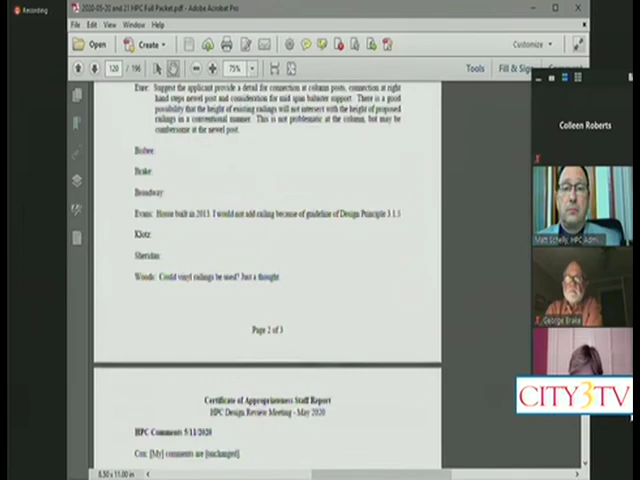 Recording
2020-05-20 and 21 HPC Full Packet.pdf - Adobe Acrobat Pro
File Edit View Window Help
Open Create Customize
120 / 196 75% Tools Fill & Sign
Suggest the applicant provide a detail for connection at column posts, connection at right
hand steps newel post and consideration for mid span baluster support. There is a good
possibility that the height of existing railings will not intersect with the height of proposed
railings in a conventional manner. This is not problematic at the column, but may be
cumbersome at the newel post.
Bisbee:
Brake:
Broadway:
Evans: House built in 2013. I would not add railing because of guideline of Design Principle 3.1.5
Klotz:
Sheridan:
Woods: Could vinyl railings be used? Just a thought.
Page 2 of 3
Certificate of Appropriateness Staff Report
HPC Design Review Meeting - May 2020
HPC Comments 5/11/2020
Cox: [My] comments are [unchanged].
8.50 x 11.00 in
Colleen Roberts
Matt Schelly, HPC Admi...
George Brake
CITY3TV